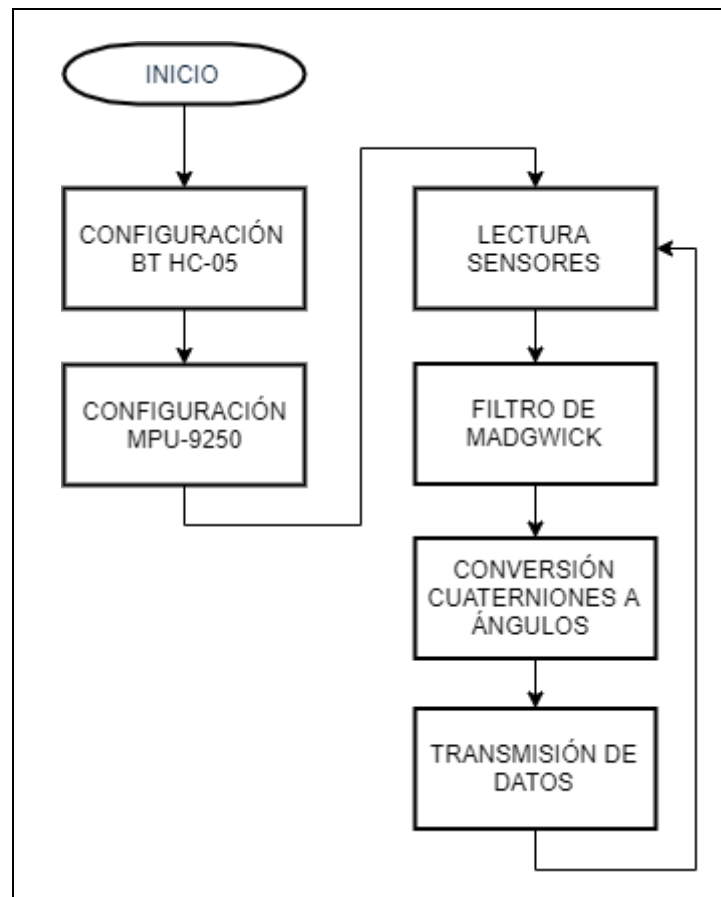 INICIO
CONFIGURACIÓN
BT HC-05
CONFIGURACIÓN
MPU-9250
LECTURA
SENSORES
FILTRO DE
MADGWICK
CONVERSIÓN
CUATERNIONES A
ÁNGULOS
TRANSMISIÓN DE
DATOS